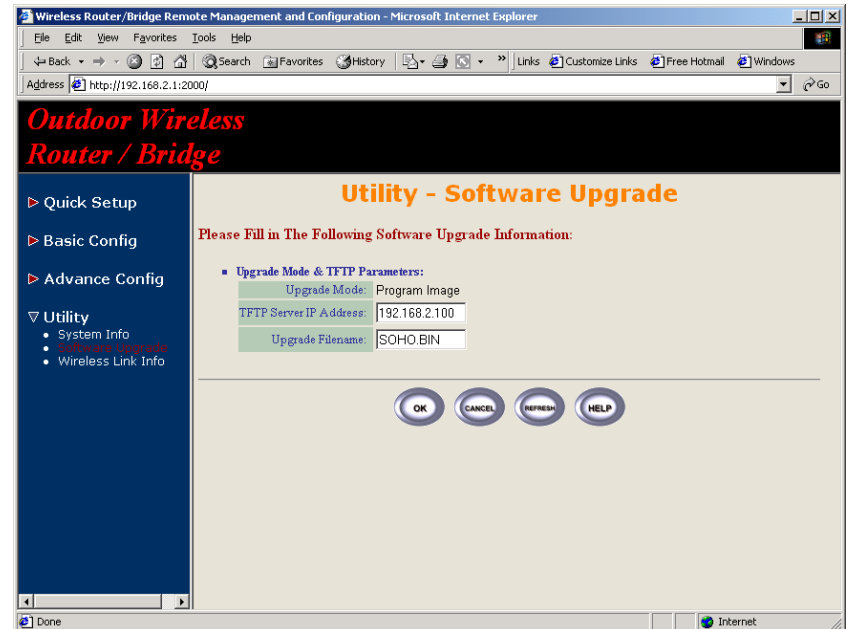 Wireless Router/Bridge Remote Management and Configuration - Microsoft Internet Explorer
File Edit View Favorites Tools Help
Back Search Favorites History » Links Customize Links Free Hotmail Windows
Address http://192.168.2.1:2000/ Go
Outdoor Wireless
Router / Bridge
Quick Setup
Basic Config
Advance Config
Utility
System Info
Software Upgrade
Wireless Link Info
Utility - Software Upgrade
Please Fill in The Following Software Upgrade Information:
Upgrade Mode & TFTP Parameters:
Upgrade Mode: Program Image
TFTP Server IP Address: 192.168.2.100
Upgrade Filename: SOHO.BIN
OK CANCEL REFRESH HELP
Done Internet